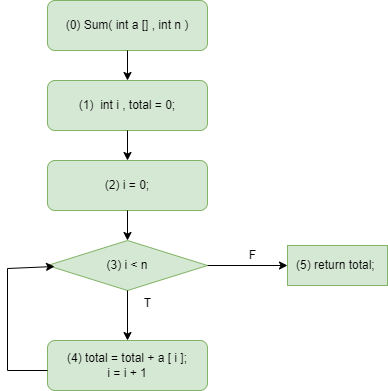 (0) Sum( int a [] , int n )
(1)  int i , total = 0;
(2) i = 0;
(3) i < n
F
(5) return total;
T
(4) total = total + a [ i ];
i = i + 1